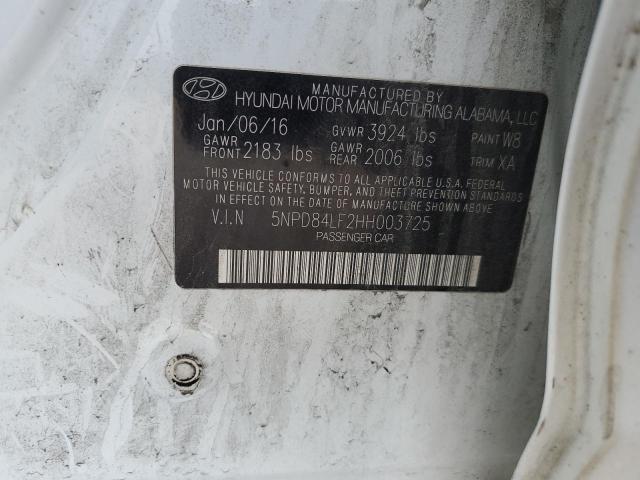 MANUFACTURED BY
HYUNDAI MOTOR MANUFACTURING ALABAMA, LLC
Jan/06/16 GVWR 3924 lbs PAINT W8
GAWR FRONT 2183 lbs GAWR REAR 2006 lbs TRIM XA
THIS VEHICLE CONFORMS TO ALL APPLICABLE U.S.A. FEDERAL
MOTOR VEHICLE SAFETY, BUMPER, AND THEFT PREVENTION STANDARDS
IN EFFECT ON THE DATE OF MANUFACTURE SHOWN ABOVE.
V.I.N 5NPD84LF2HH003725
PASSENGER CAR